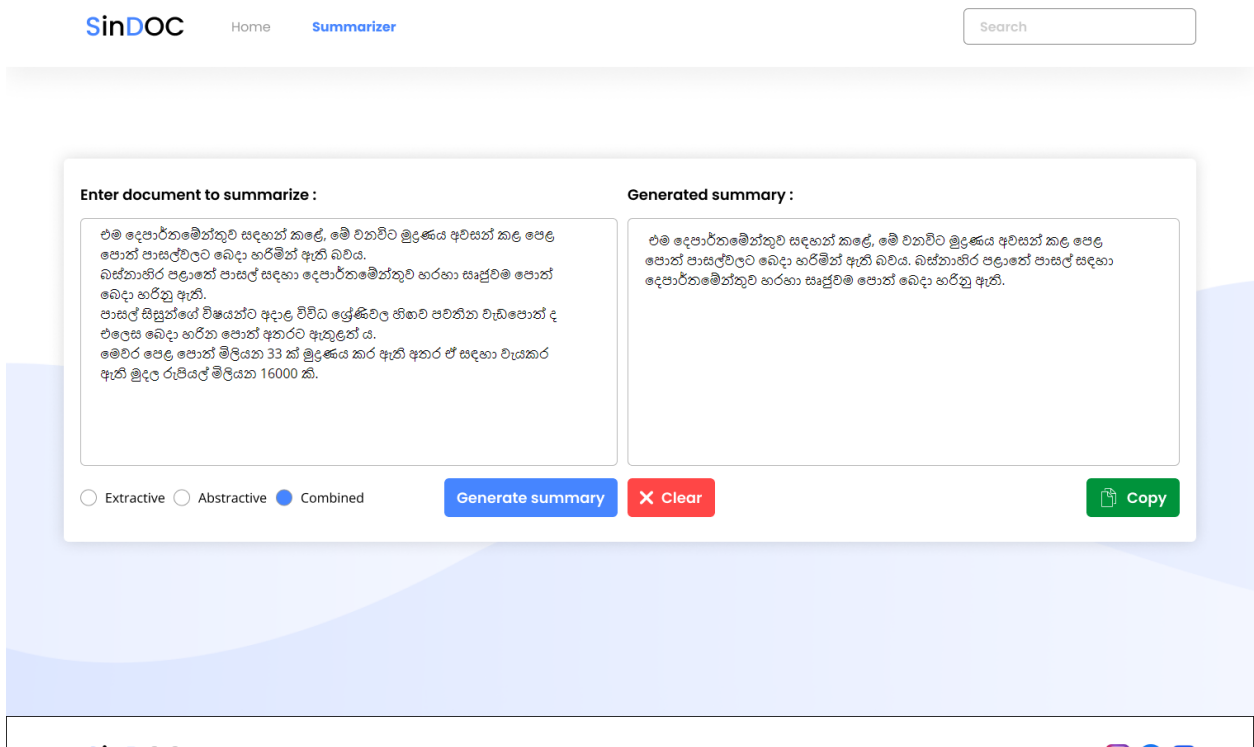 SinDOC Home Summarizer Search
Enter document to summarize :
එම දෙපාර්තමේන්තුව සඳහන් කළේ, මේ වනවිට මුද්‍රණය අවසන් කළ පෙළ
පොත් පාසල්වලට බෙදා හරිමින් ඇති බවය.
බස්නාහිර පළාතේ පාසල් සඳහා දෙපාර්තමේන්තුව හරහා සෘජුවම පොත්
බෙදා හරිනු ඇති.
පාසල් සිසුන්ගේ විෂයන්ට අදාළ විවිධ ශ්‍රේණිවල හිඟව පවතින වැඩපොත් ද
එලෙස බෙදා හරින පොත් අතරට ඇතුළත් ය.
මෙවර පෙළ පොත් මිලියන 33 ක් මුද්‍රණය කර ඇති අතර ඒ සඳහා වැයකර
ඇති මුදල රුපියල් මිලියන 16000 කි.
Extractive Abstractive Combined Generate summary
Generated summary :
එම දෙපාර්තමේන්තුව සඳහන් කළේ, මේ වනවිට මුද්‍රණය අවසන් කළ පෙළ
පොත් පාසල්වලට බෙදා හරිමින් ඇති බවය. බස්නාහිර පළාතේ පාසල් සඳහා
දෙපාර්තමේන්තුව හරහා සෘජුවම පොත් බෙදා හරිනු ඇති.
Clear Copy